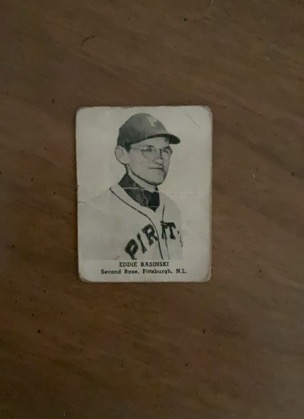 P
PIRAT
EDDIE BASINSKI
Second Base, Pittsburgh, N.L.